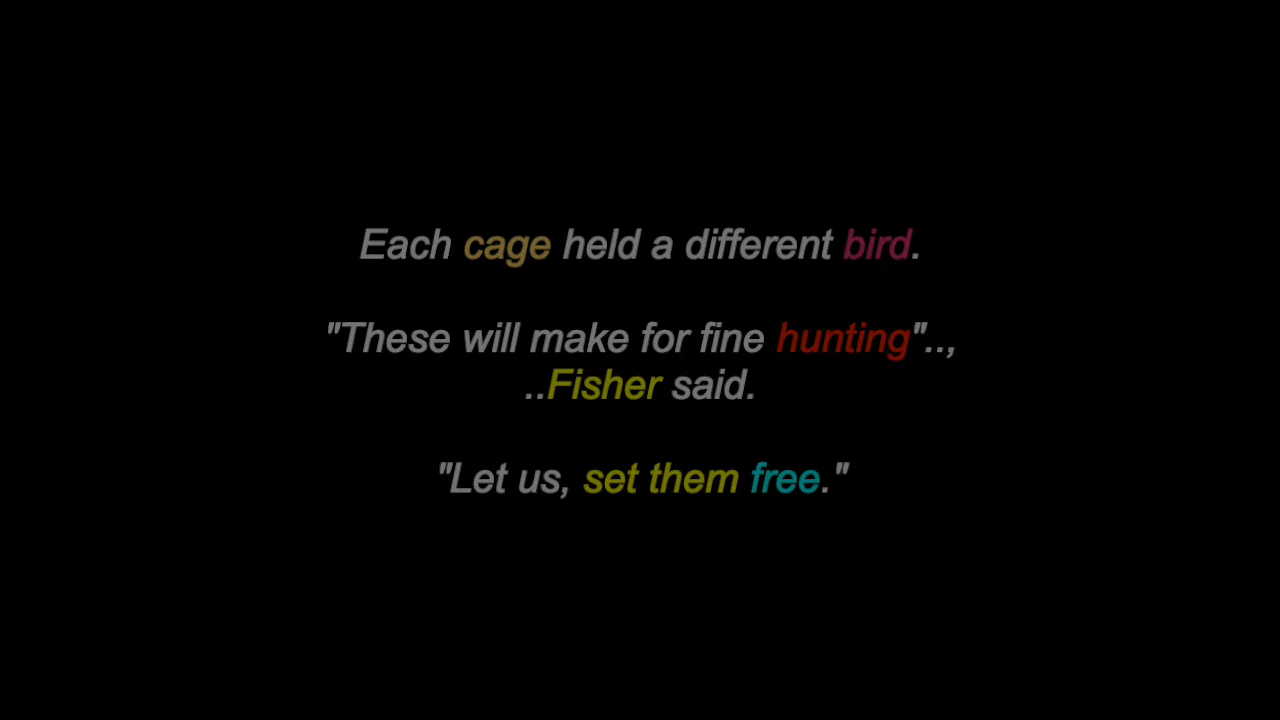 Each cage held a different bird.
"These will make for fine hunting"..,
..Fisher said.
"Let us, set them free."